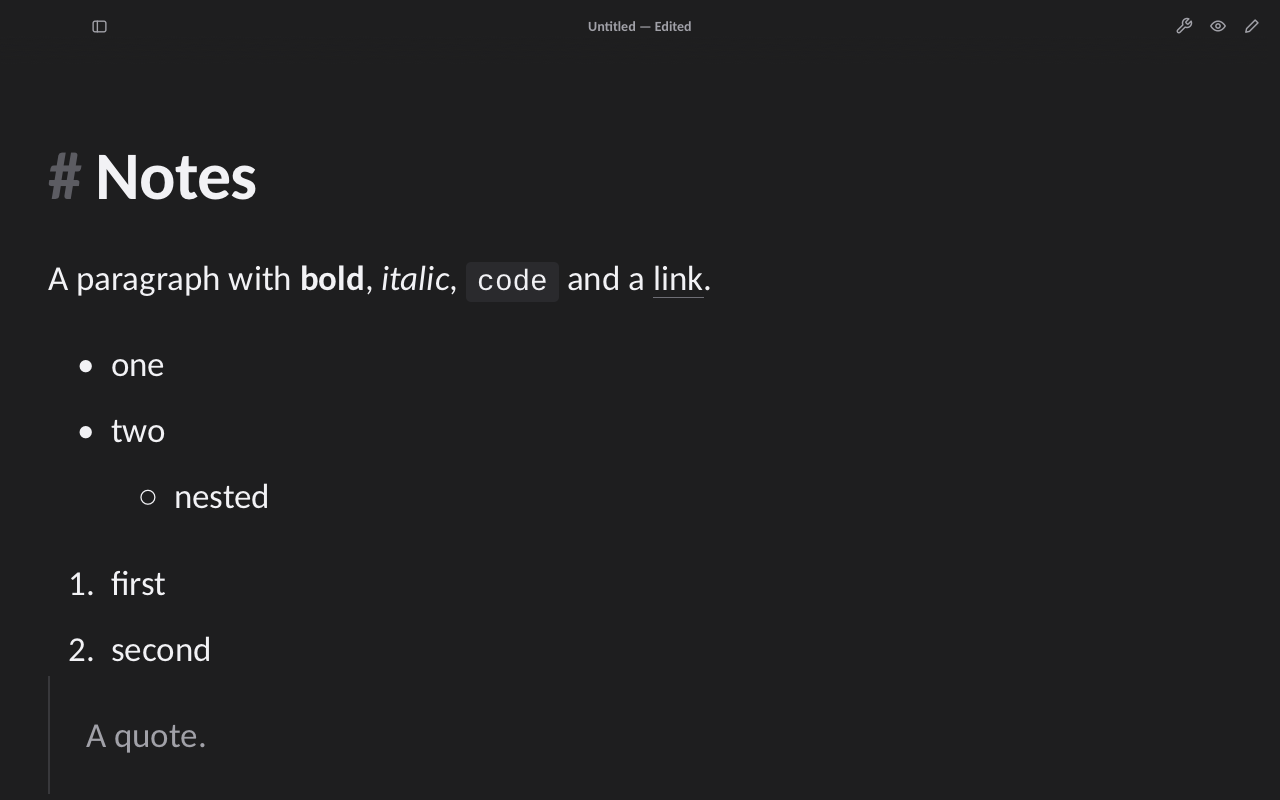 Untitled — Edited
# Notes
A paragraph with bold, italic, code and a link.
• one
• two
○ nested
1. first
2. second
A quote.